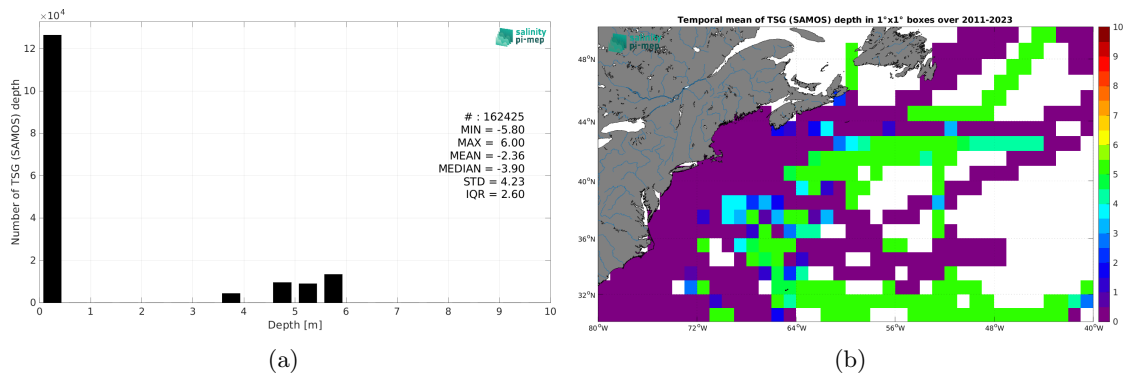 ×10⁴
salinity
pi-mep
12
10
8
6
4
2
0
Number of TSG (SAMOS) depth
# : 162425
MIN = -5.80
MAX = 6.00
MEAN = -2.36
MEDIAN = -3.90
STD = 4.23
IQR = 2.60
0 1 2 3 4 5 6 7 8 9 10
Depth [m]
(a)
Temporal mean of TSG (SAMOS) depth in 1°x1° boxes over 2011-2023
salinity
pi-mep
48°N
44°N
40°N
36°N
32°N
80°W 72°W 64°W 56°W 48°W 40°W
10
9
8
7
6
5
4
3
2
1
0
(b)